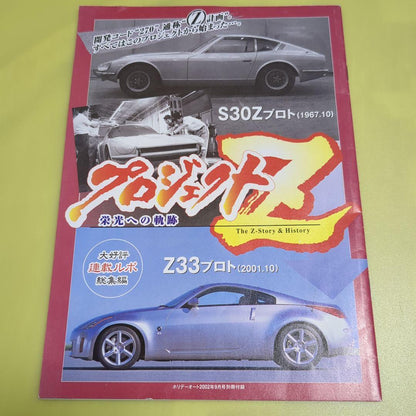 開発コード“270”通称“Ⓩ計画”。
すべてはこのプロジェクトから始まった…。
S30Zプロト(1967.10)
プロジェクトZ
栄光への軌跡
The Z-Story & History
大好評
連載ルポ
総集編
Z33プロト(2001.10)
ホリデーオート2002年9月号別冊付録